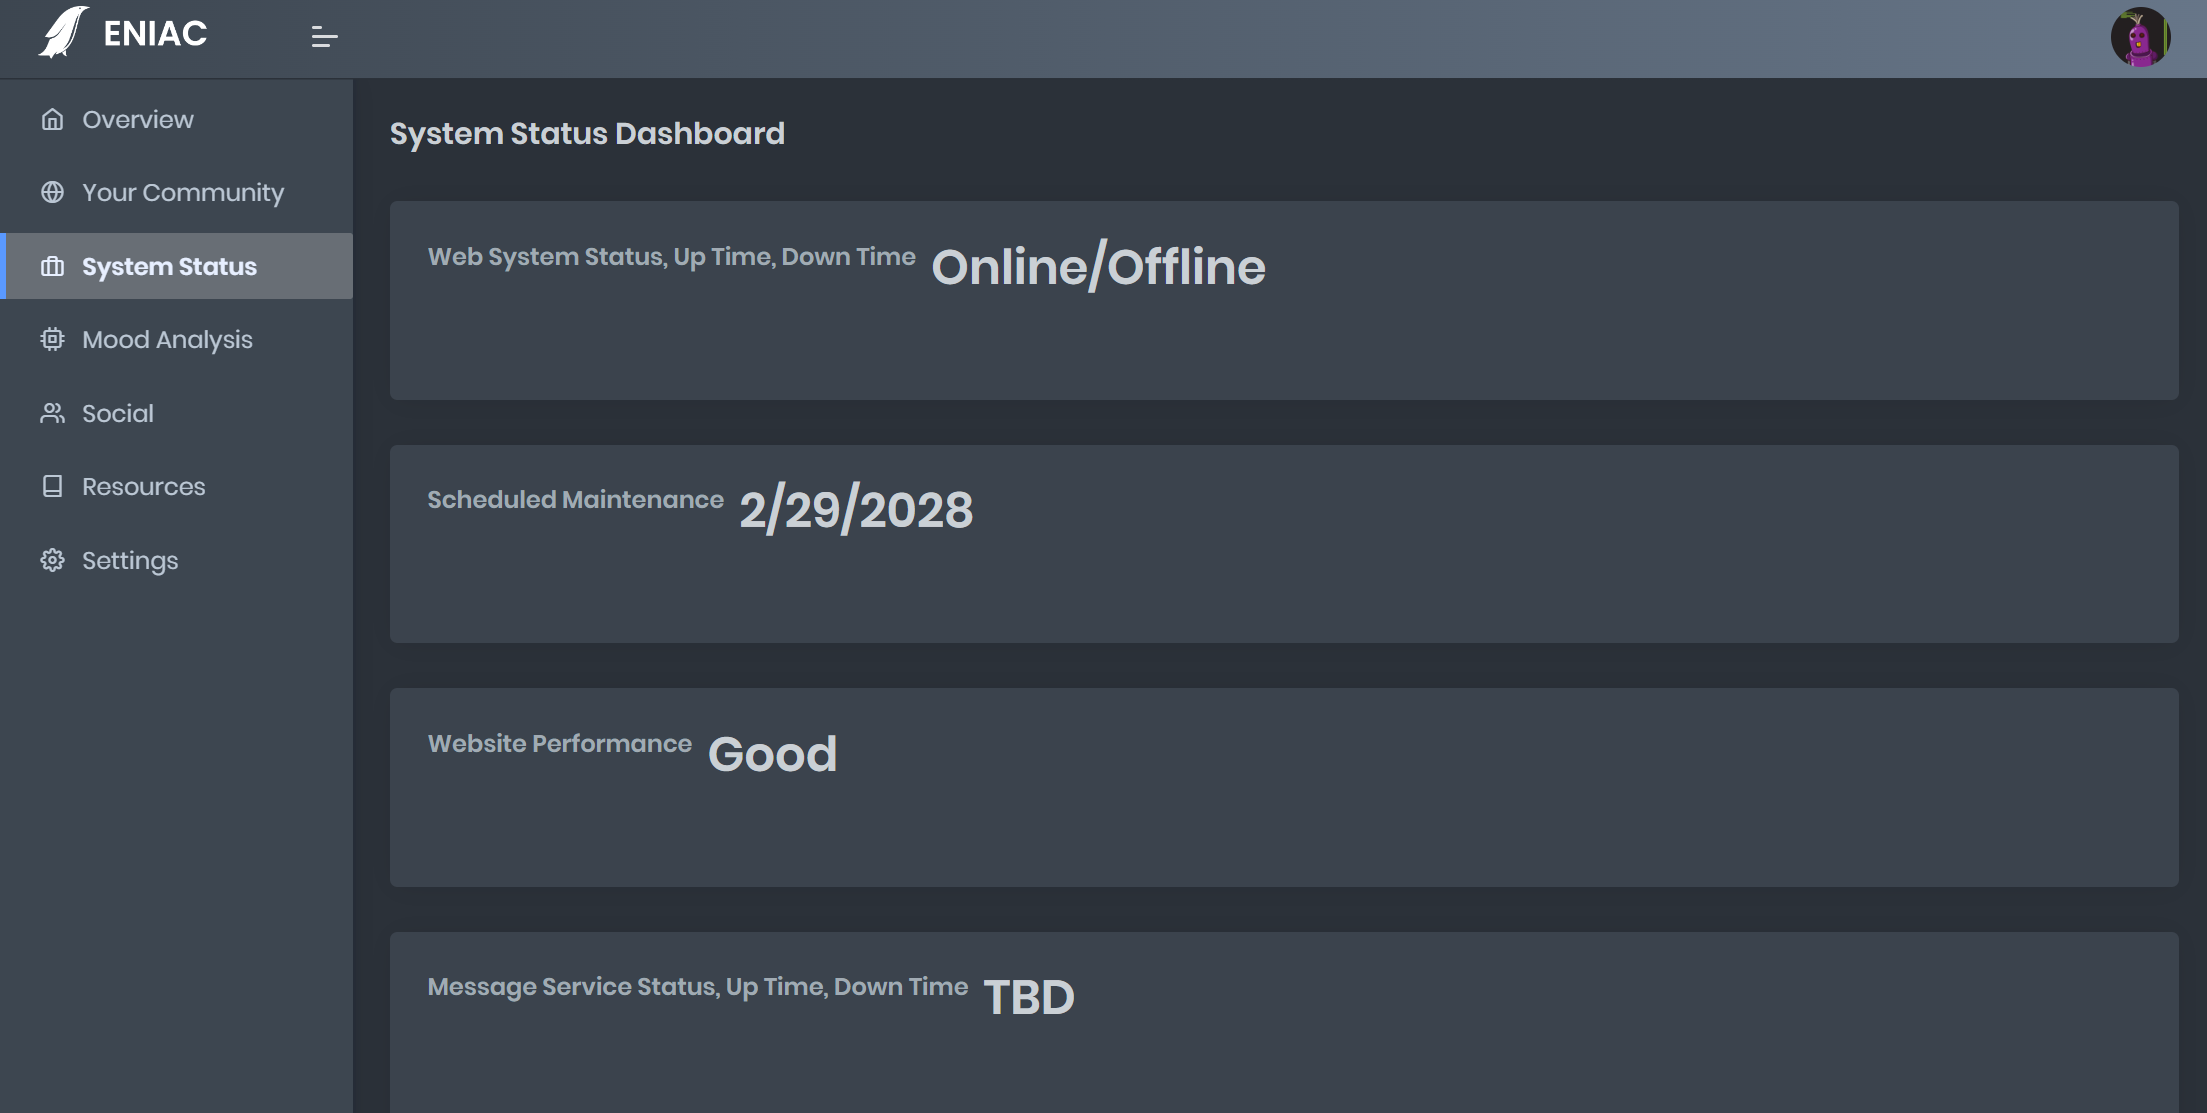 ENIAC
Overview
Your Community
System Status
Mood Analysis
Social
Resources
Settings
System Status Dashboard
Web System Status, Up Time, Down Time Online/Offline
Scheduled Maintenance 2/29/2028
Website Performance Good
Message Service Status, Up Time, Down Time TBD